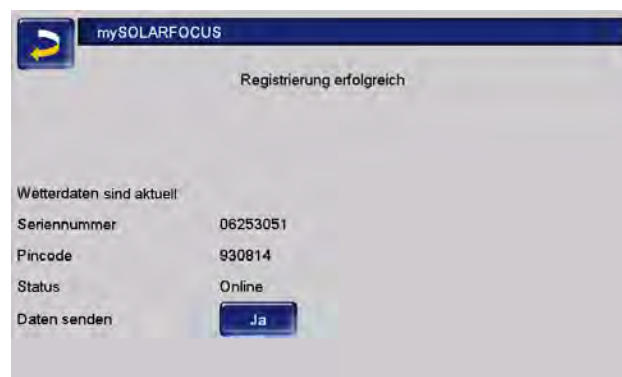 mySOLARFOCUS
Registrierung erfolgreich
Wetterdaten sind aktuell
Seriennummer 06253051
Pincode 930814
Status Online
Daten senden Ja